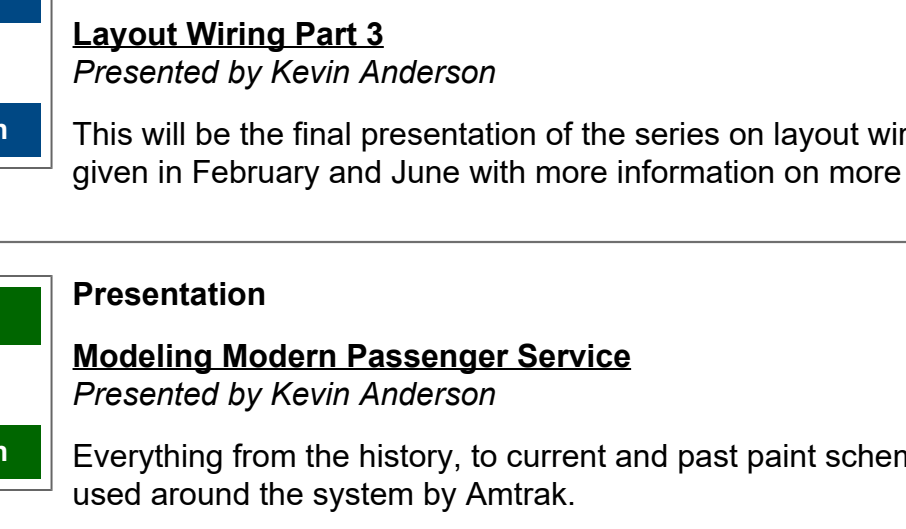 Layout Wiring Part 3
Presented by Kevin Anderson
This will be the final presentation of the series on layout
given in February and June with more information on more
Presentation
Modeling Modern Passenger Service
Presented by Kevin Anderson
Everything from the history, to current and past paint
used around the system by Amtrak.